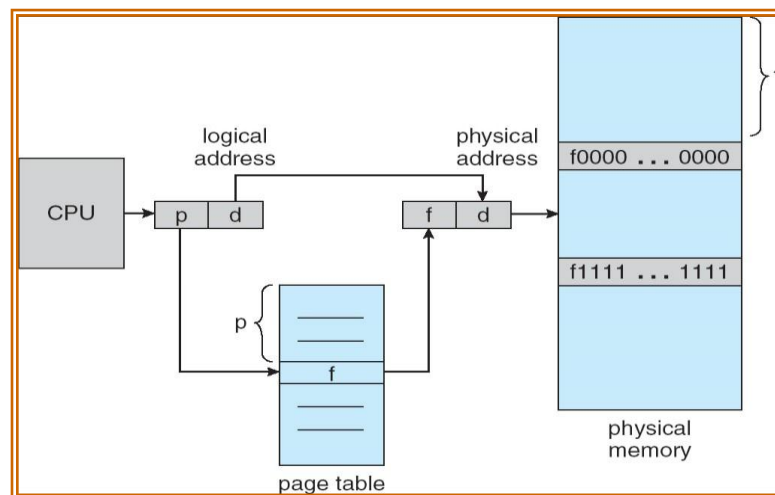 logical
address
physical
address
CPU
p d
f d
f0000 ... 0000
f1111 ... 1111
p
f
page table
physical
memory